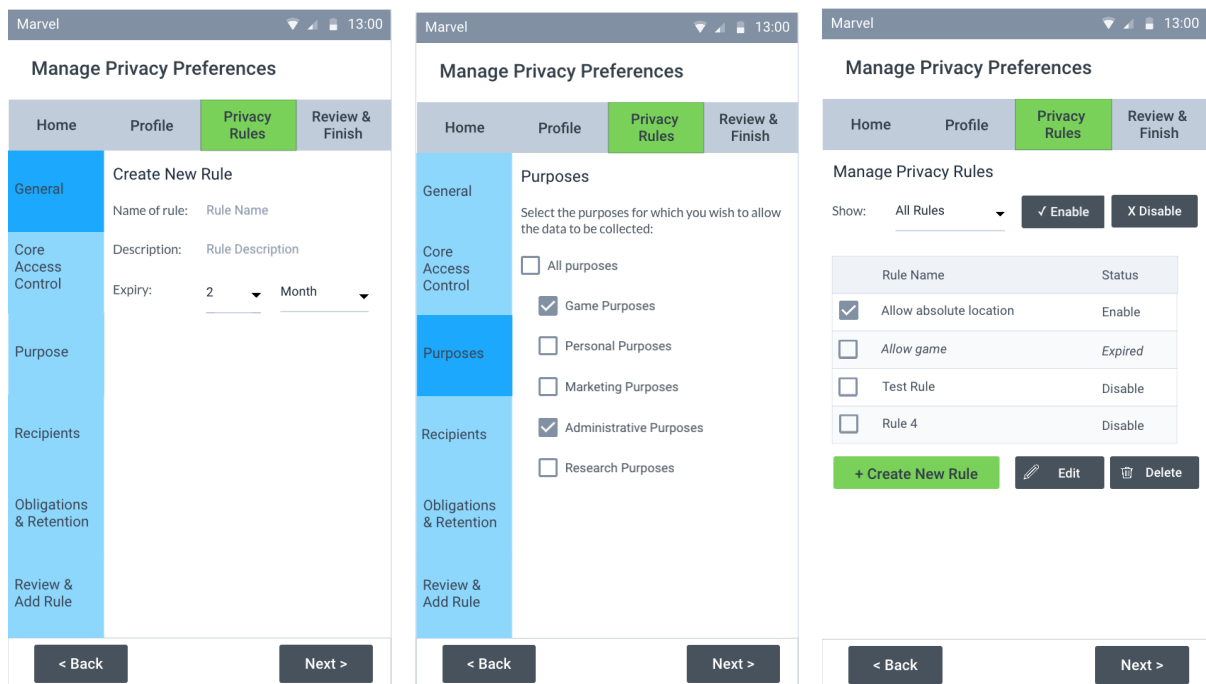 Marvel
13:00
Manage Privacy Preferences
Home
Profile
Privacy
Rules
Review &
Finish
General
Core
Access
Control
Purpose
Recipients
Obligations
& Retention
Review &
Add Rule
Create New Rule
Name of rule: Rule Name
Description: Rule Description
Expiry: 2 Month
< Back
Next >
Marvel
13:00
Manage Privacy Preferences
Home
Profile
Privacy
Rules
Review &
Finish
General
Core
Access
Control
Purposes
Recipients
Obligations
& Retention
Review &
Add Rule
Purposes
Select the purposes for which you wish to allow
the data to be collected:
All purposes
Game Purposes
Personal Purposes
Marketing Purposes
Administrative Purposes
Research Purposes
< Back
Next >
Marvel
13:00
Manage Privacy Preferences
Home
Profile
Privacy
Rules
Review &
Finish
Manage Privacy Rules
Show: All Rules
✓ Enable
X Disable
Rule Name Status
Allow absolute location Enable
Allow game Expired
Test Rule Disable
Rule 4 Disable
+ Create New Rule
Edit
Delete
< Back
Next >